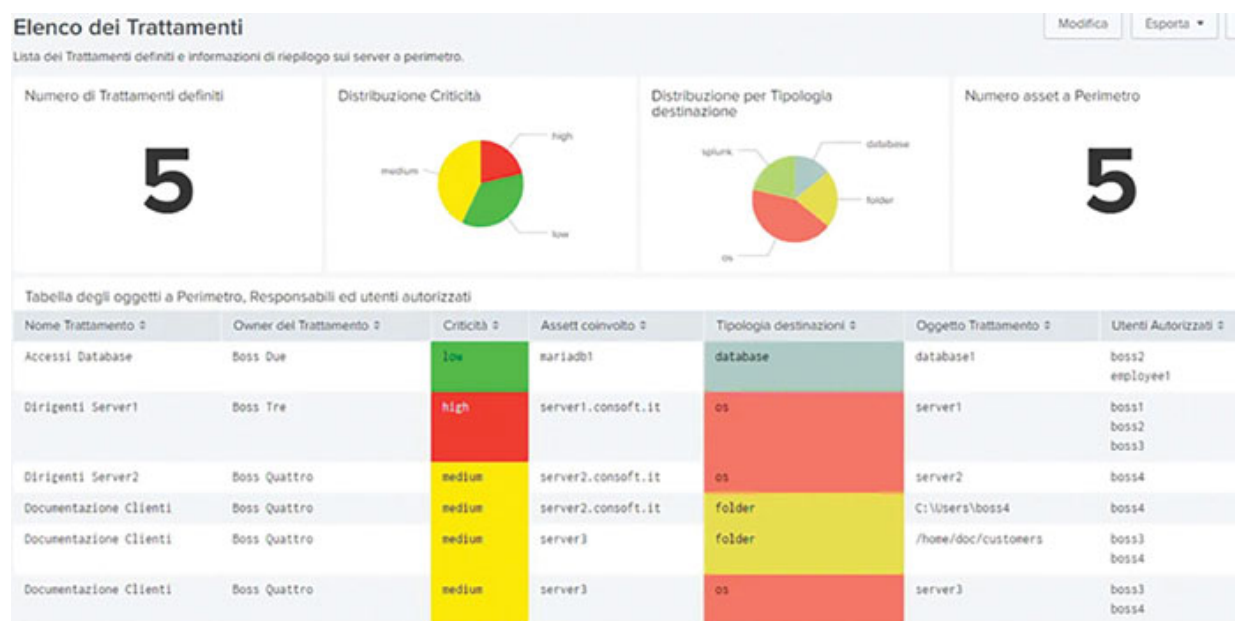 Elenco dei Trattamenti
Modifica
Esporta
Lista dei Trattamenti definiti e informazioni di riepilogo sui server a perimetro.
Numero di Trattamenti definiti
5
Distribuzione Criticità
high
medium
low
Distribuzione per Tipologia
destinazione
splunk
database
folder
os
Numero asset a Perimetro
5
Tabella degli oggetti a Perimetro, Responsabili ed utenti autorizzati
Nome Trattamento Owner del Trattamento Criticità Assett coinvolto Tipologia destinazioni Oggetto Trattamento Utenti Autorizzati
Accessi Database Boss Due low mariadb1 database database1 boss2
employee1
Dirigenti Server1 Boss Tre high server1.consoft.it os server1 boss1
boss2
boss3
Dirigenti Server2 Boss Quattro medium server2.consoft.it os server2 boss4
Documentazione Clienti Boss Quattro medium server2.consoft.it folder C:\Users\boss4 boss4
Documentazione Clienti Boss Quattro medium server3 folder /home/doc/customers boss3
boss4
Documentazione Clienti Boss Quattro medium server3 os server3 boss3
boss4